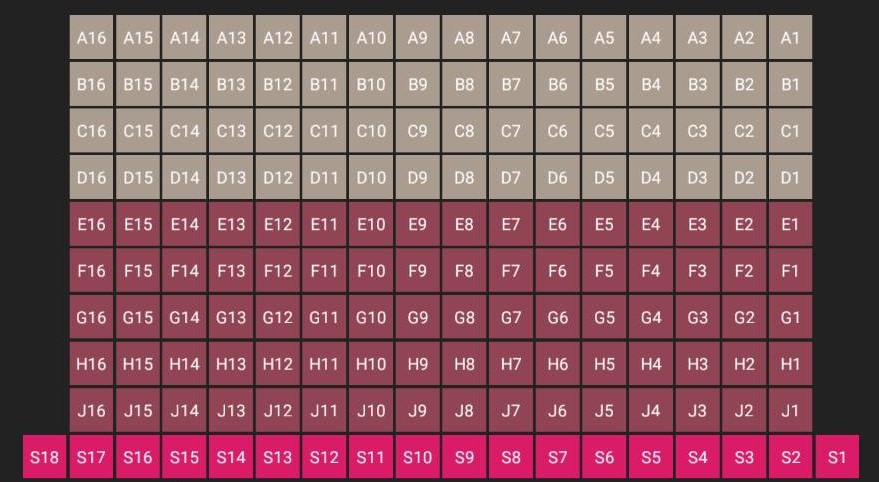 A16 A15 A14 A13 A12 A11 A10 A9 A8 A7 A6 A5 A4 A3 A2 A1
B16 B15 B14 B13 B12 B11 B10 B9 B8 B7 B6 B5 B4 B3 B2 B1
C16 C15 C14 C13 C12 C11 C10 C9 C8 C7 C6 C5 C4 C3 C2 C1
D16 D15 D14 D13 D12 D11 D10 D9 D8 D7 D6 D5 D4 D3 D2 D1
E16 E15 E14 E13 E12 E11 E10 E9 E8 E7 E6 E5 E4 E3 E2 E1
F16 F15 F14 F13 F12 F11 F10 F9 F8 F7 F6 F5 F4 F3 F2 F1
G16 G15 G14 G13 G12 G11 G10 G9 G8 G7 G6 G5 G4 G3 G2 G1
H16 H15 H14 H13 H12 H11 H10 H9 H8 H7 H6 H5 H4 H3 H2 H1
J16 J15 J14 J13 J12 J11 J10 J9 J8 J7 J6 J5 J4 J3 J2 J1
S18 S17 S16 S15 S14 S13 S12 S11 S10 S9 S8 S7 S6 S5 S4 S3 S2 S1